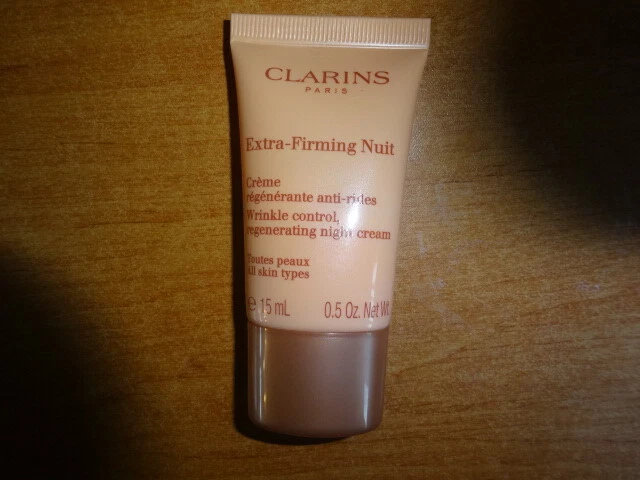 CLARINS
PARIS
Extra-Firming Nuit
Crème
régénérante anti-rides
Wrinkle control,
regenerating night cream
Toutes peaux
All skin types
℮ 15 mL 0.5 Oz. Net Wt